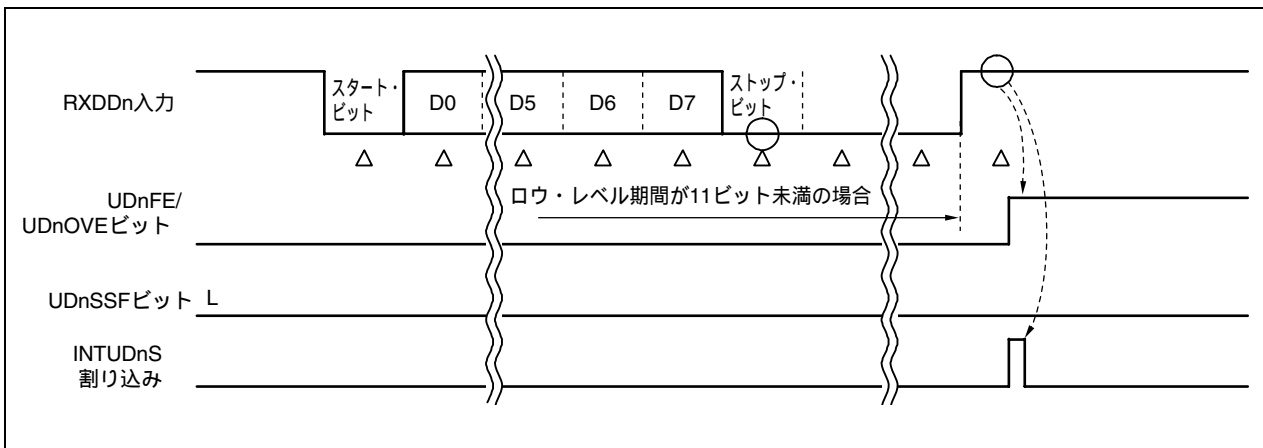 RXDDn入力
スタート・
ビット
D0
D5
D6
D7
ストップ・
ビット
ロウ・レベル期間が11ビット未満の場合
UDnFE/
UDnOVEビット
UDnSSFビット L
INTUDnS
割り込み